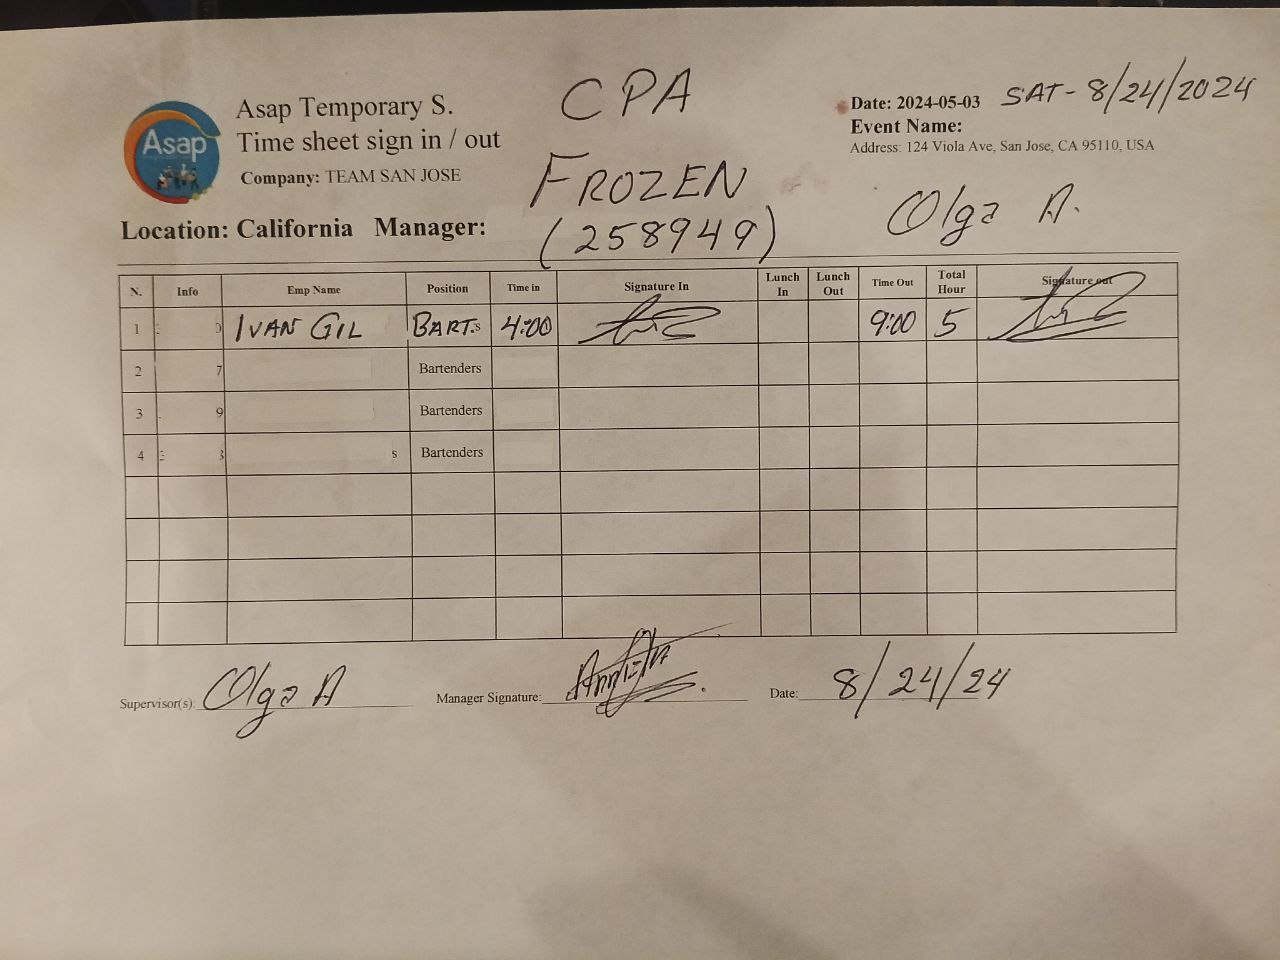 CPA
SAT- 8/24/2024
Asap Temporary S.
Date: 2024-05-03
Asap
Time sheet sign in / out
Event Name:
Address: 124 Viola Ave, San Jose, CA 95110, USA
Company: TEAM SAN JOSE
FROZEN
Olga A.
Location: California Manager:
(258949)
N. Info Emp Name Position Time in Signature In Lunch In Lunch Out Time Out Total Hour Signature out
1 IVAN GIL BART.s 4:00 9:00 5
2 7 Bartenders
3 9 Bartenders
4 3 s Bartenders
Supervisor(s): Olga A Manager Signature: Date: 8/24/24